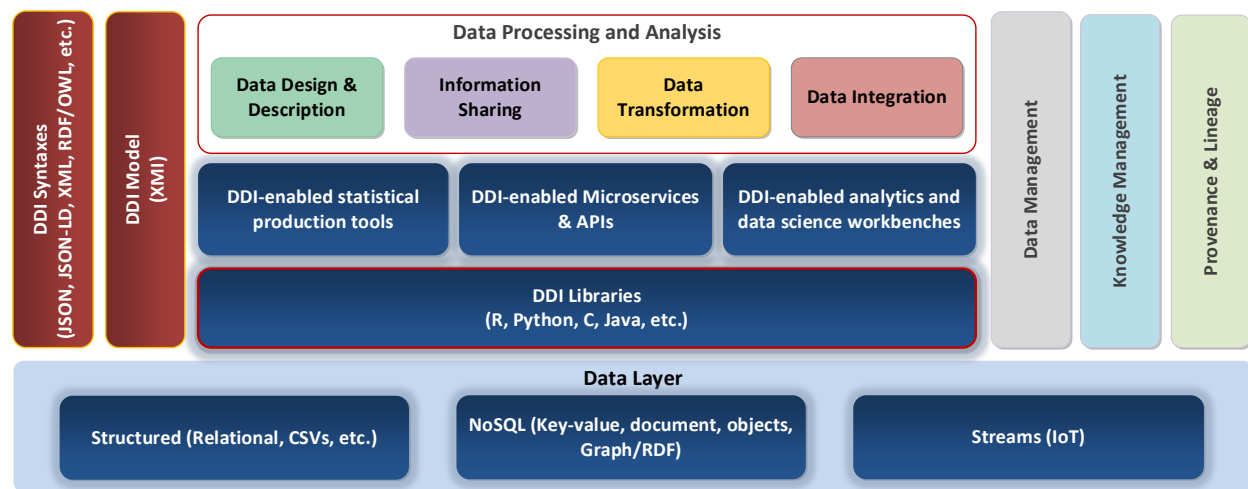 DDI Syntaxes
(JSON, JSON-LD, XML, RDF/OWL, etc.)
DDI Model
(XMI)
Data Processing and Analysis
Data Design &
Description
Information
Sharing
Data
Transformation
Data Integration
DDI-enabled statistical
production tools
DDI-enabled Microservices
& APIs
DDI-enabled analytics and
data science workbenches
DDI Libraries
(R, Python, C, Java, etc.)
Data Management
Knowledge Management
Provenance & Lineage
Data Layer
Structured (Relational, CSVs, etc.)
NoSQL (Key-value, document, objects,
Graph/RDF)
Streams (IoT)